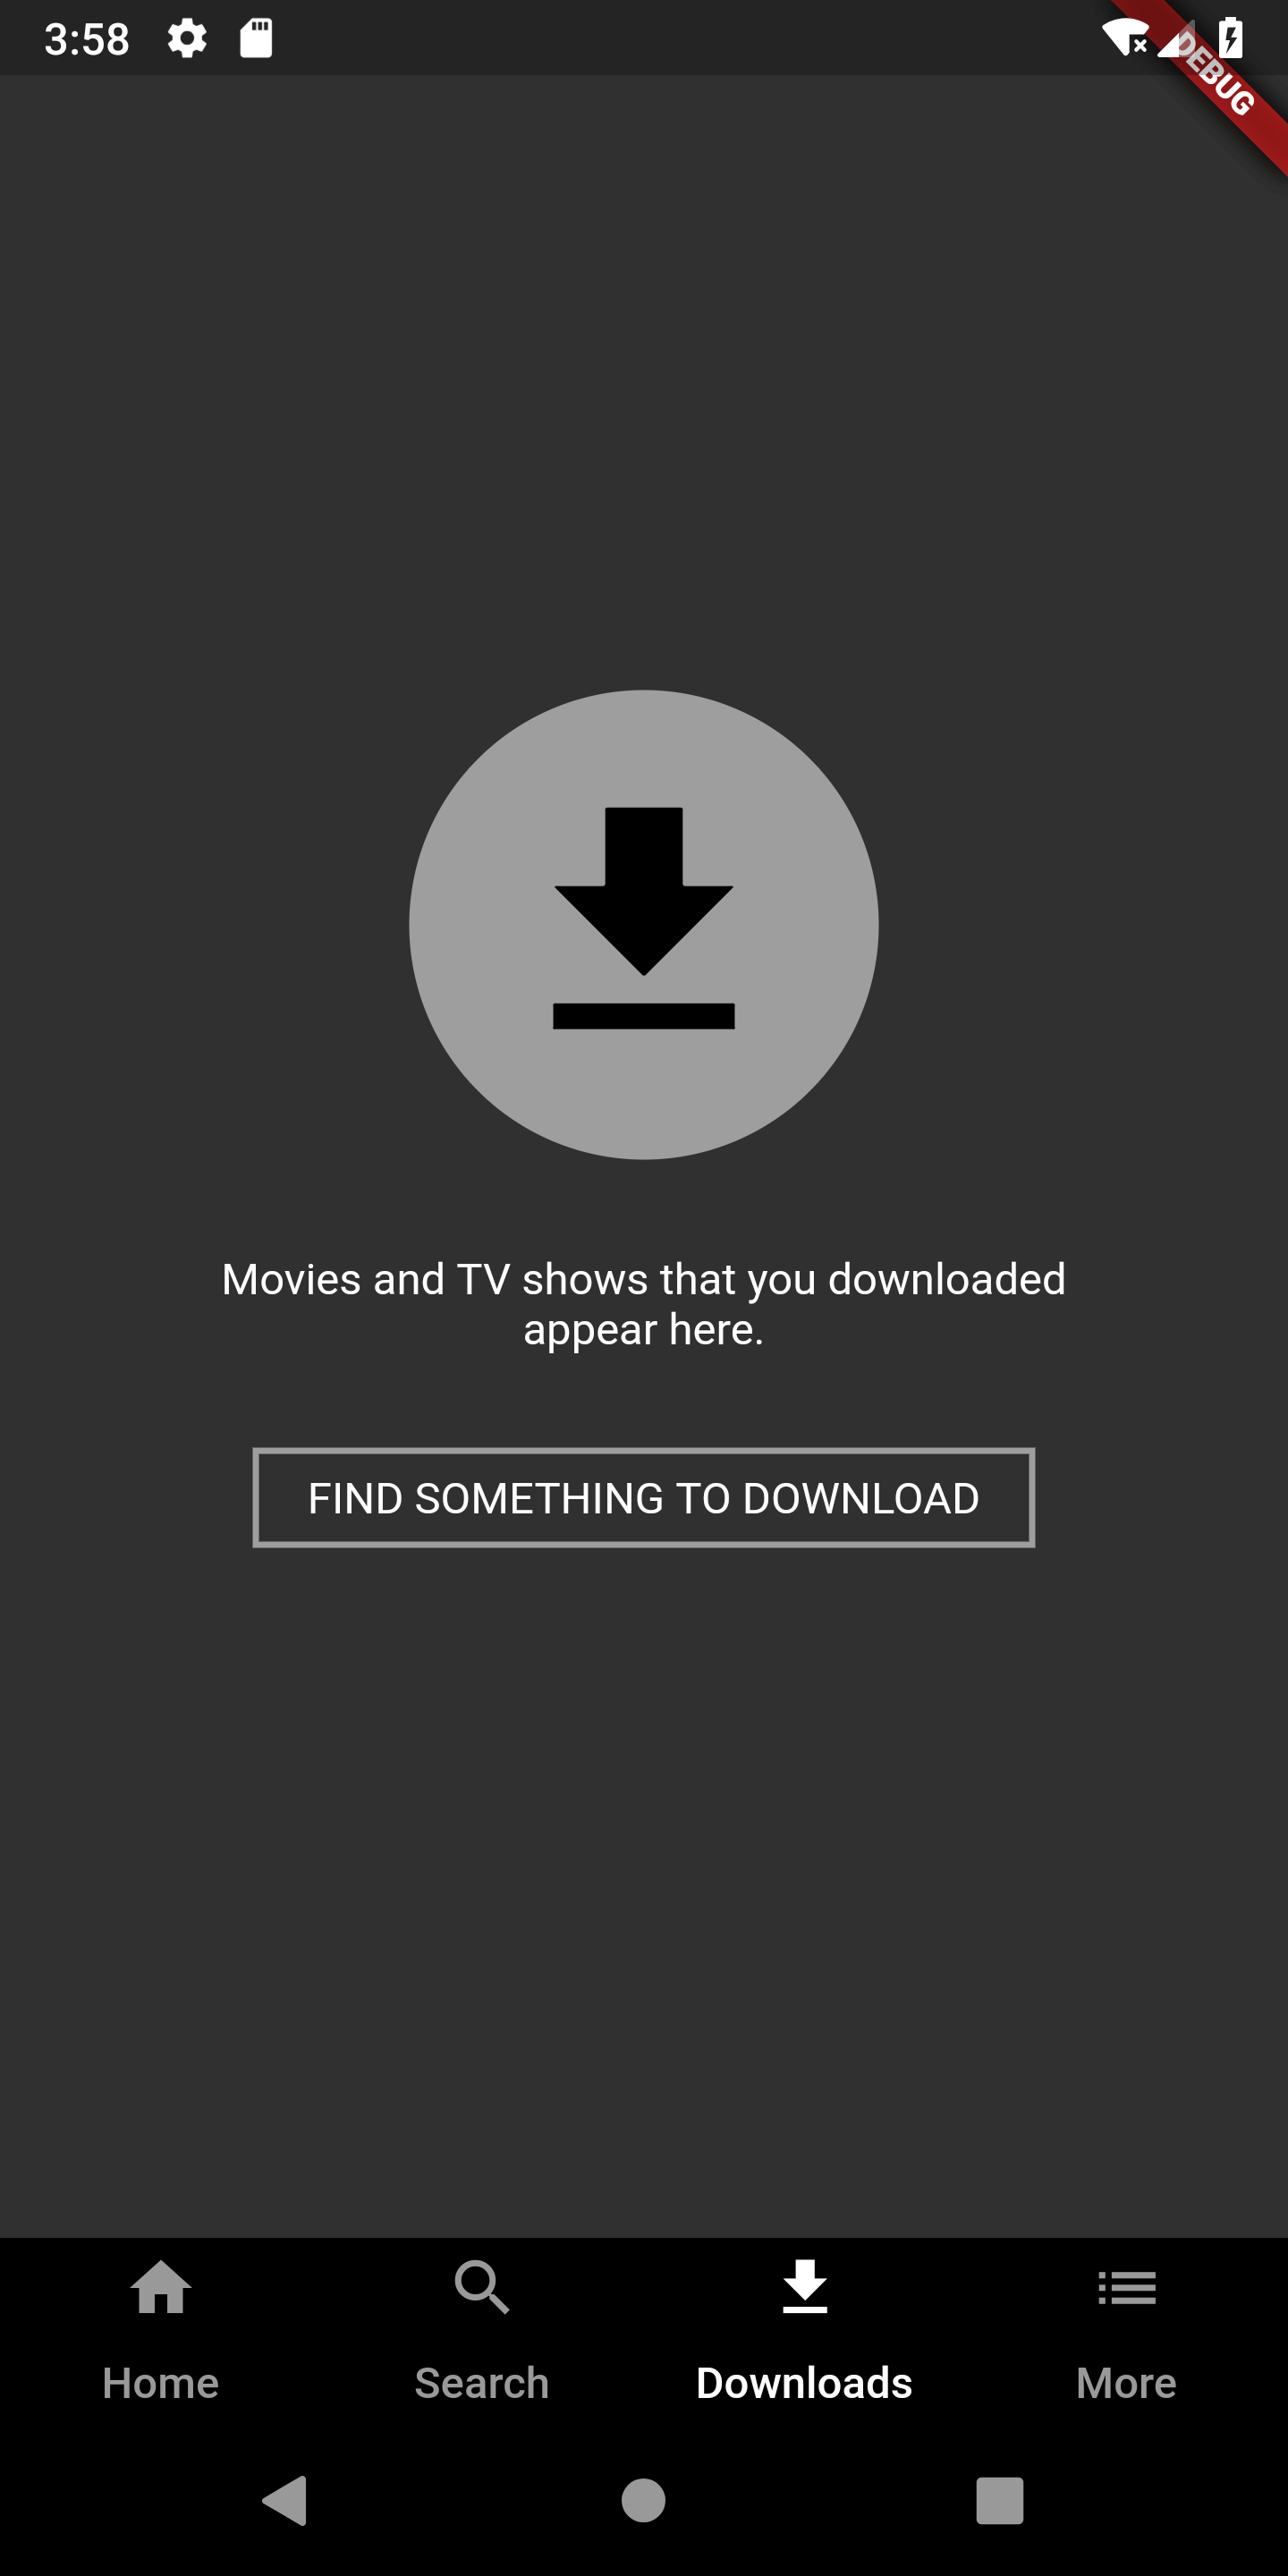 3:58
DEBUG
Movies and TV shows that you downloaded
appear here.
FIND SOMETHING TO DOWNLOAD
Home
Search
Downloads
More